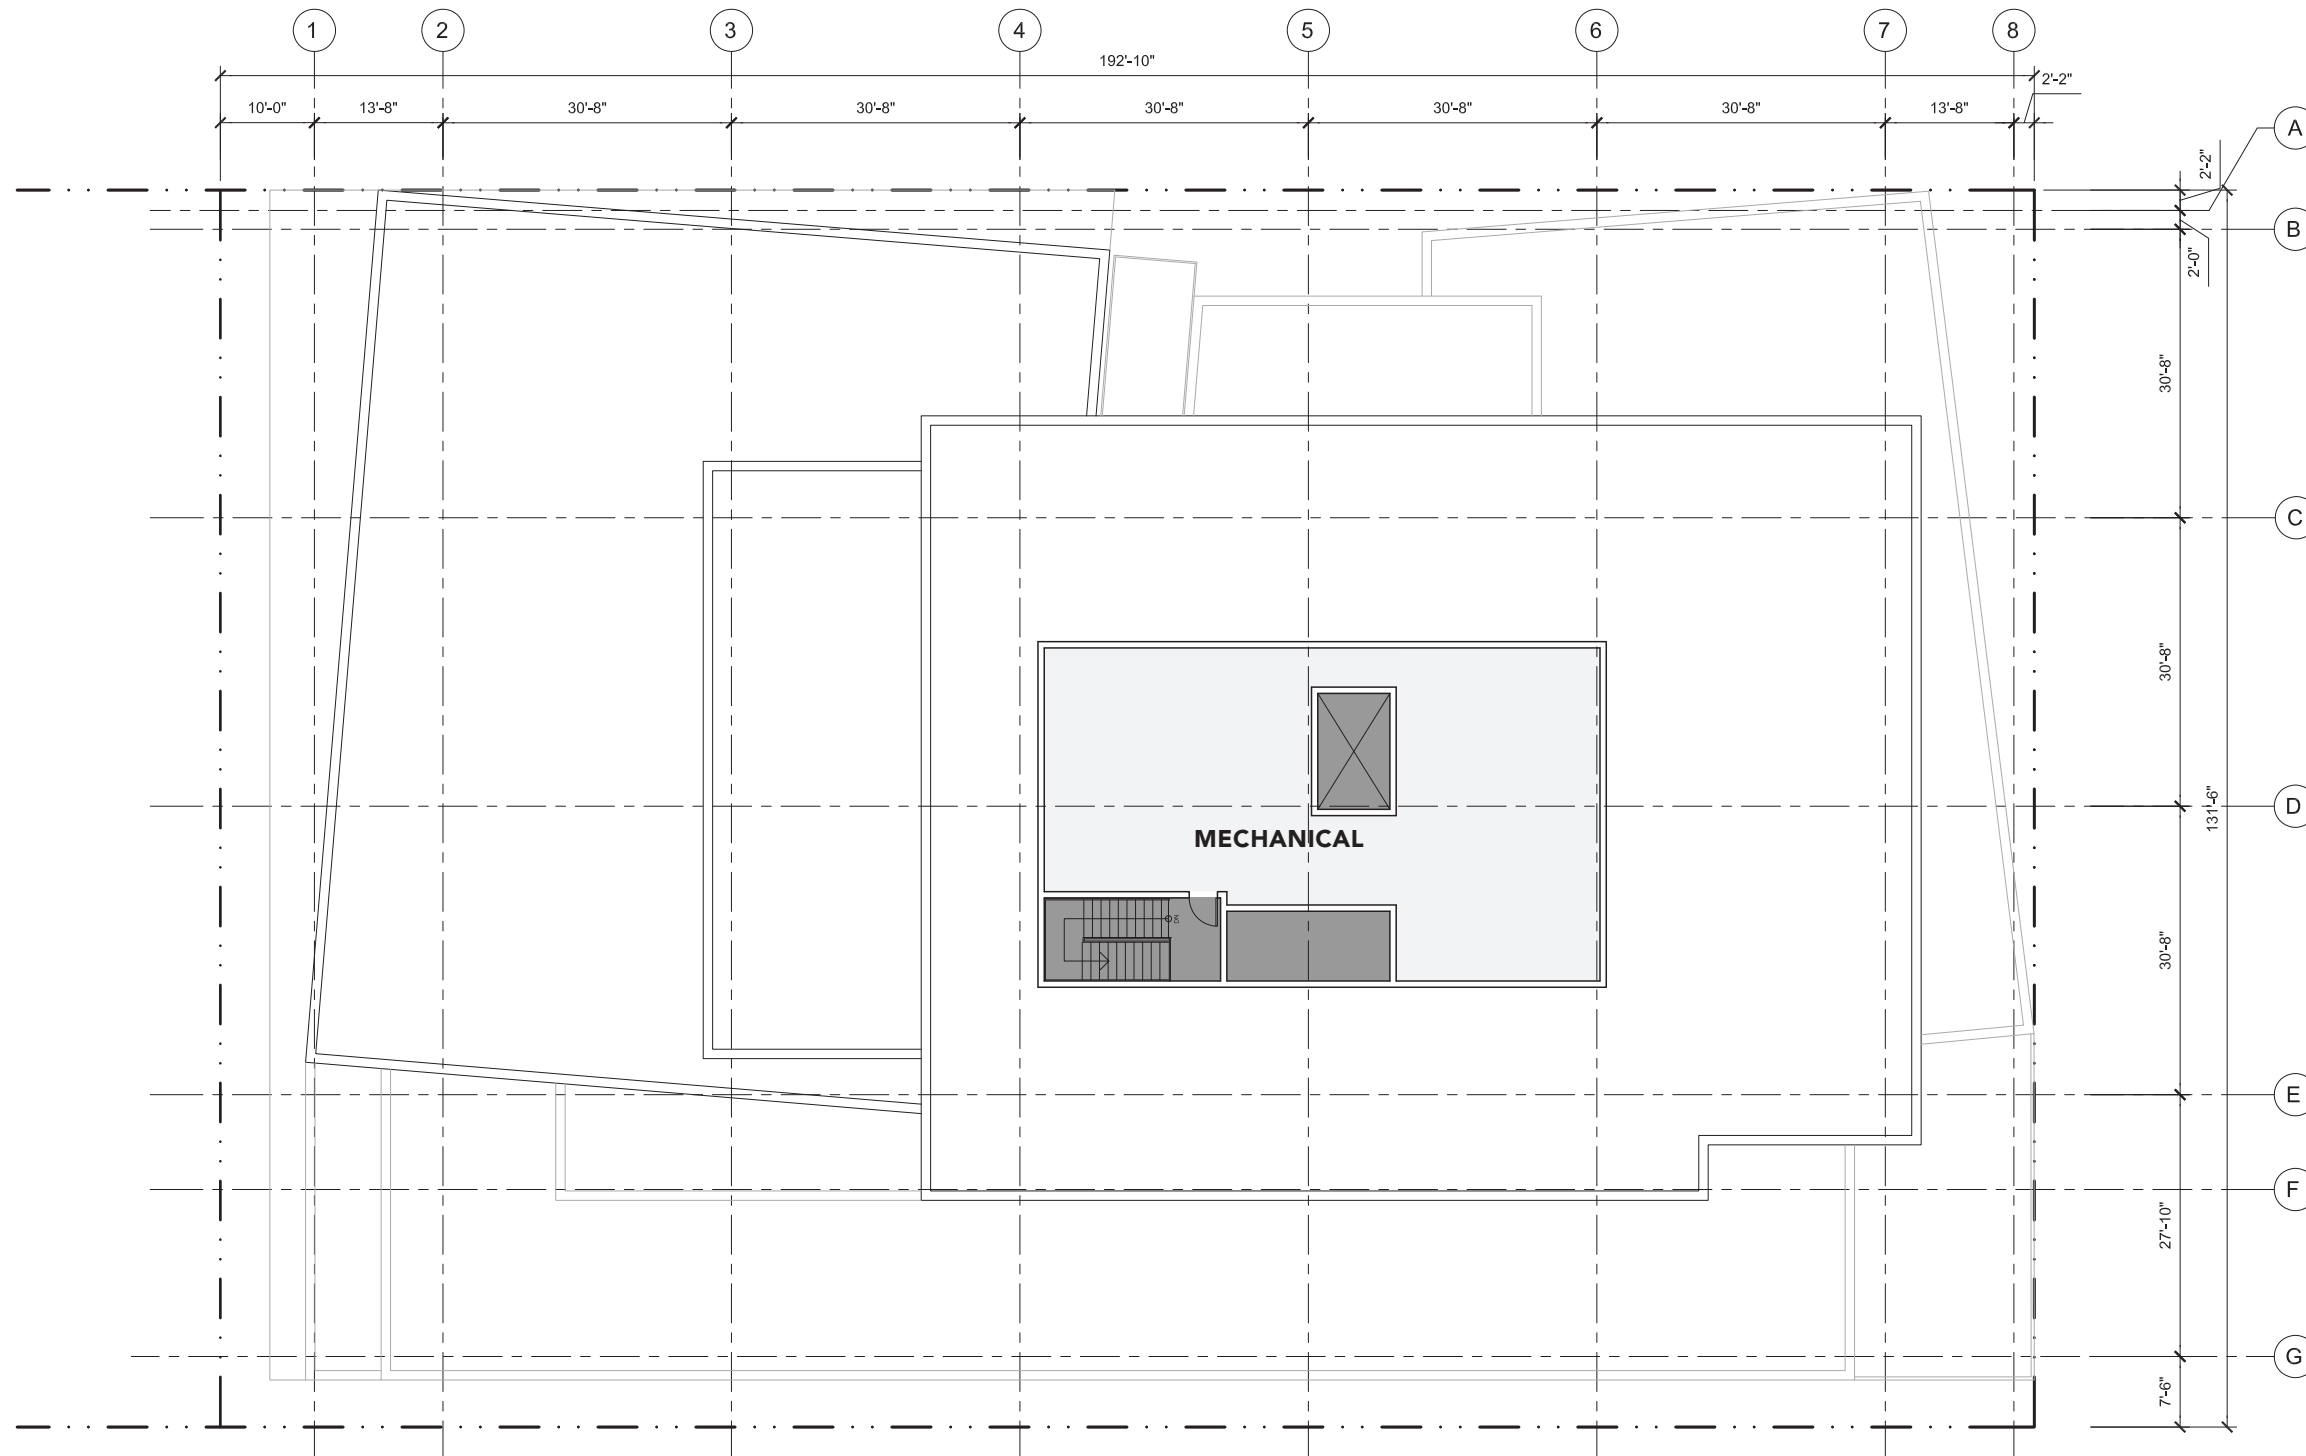 1 2 3 4 5 6 7 8
192'-10"
2'-2"
10'-0" 13'-8" 30'-8" 30'-8" 30'-8" 30'-8" 30'-8" 13'-8"
A
2'-2"
B
2'-0"
30'-8"
C
30'-8"
D
131'-6"
MECHANICAL
DN
30'-8"
E
F
27'-10"
G
7'-6"